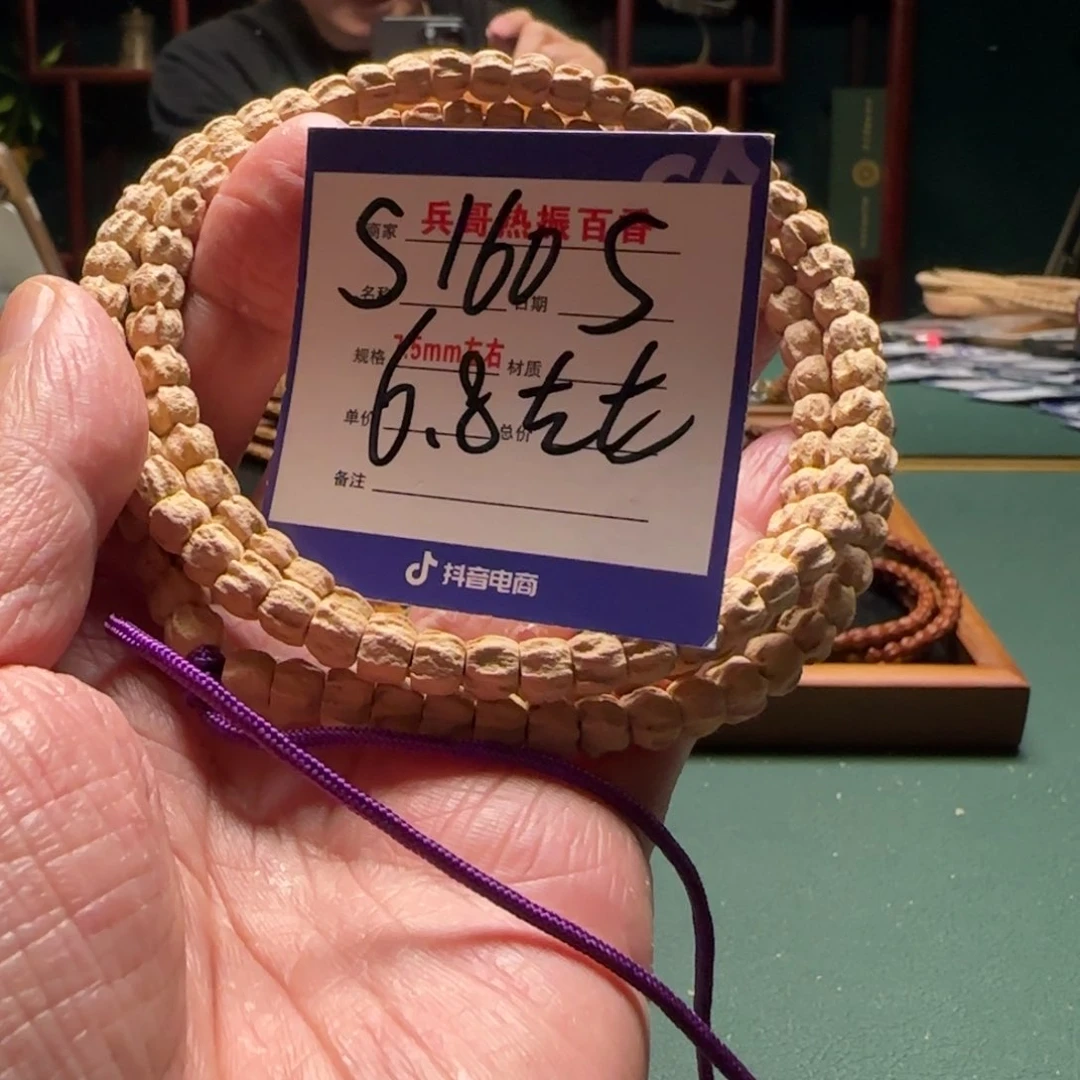 商家 兵哥热振百香
S160S
名称 日期
规格 7.5mm左右 材质
6.8左右
单价 总价
备注
抖音电商